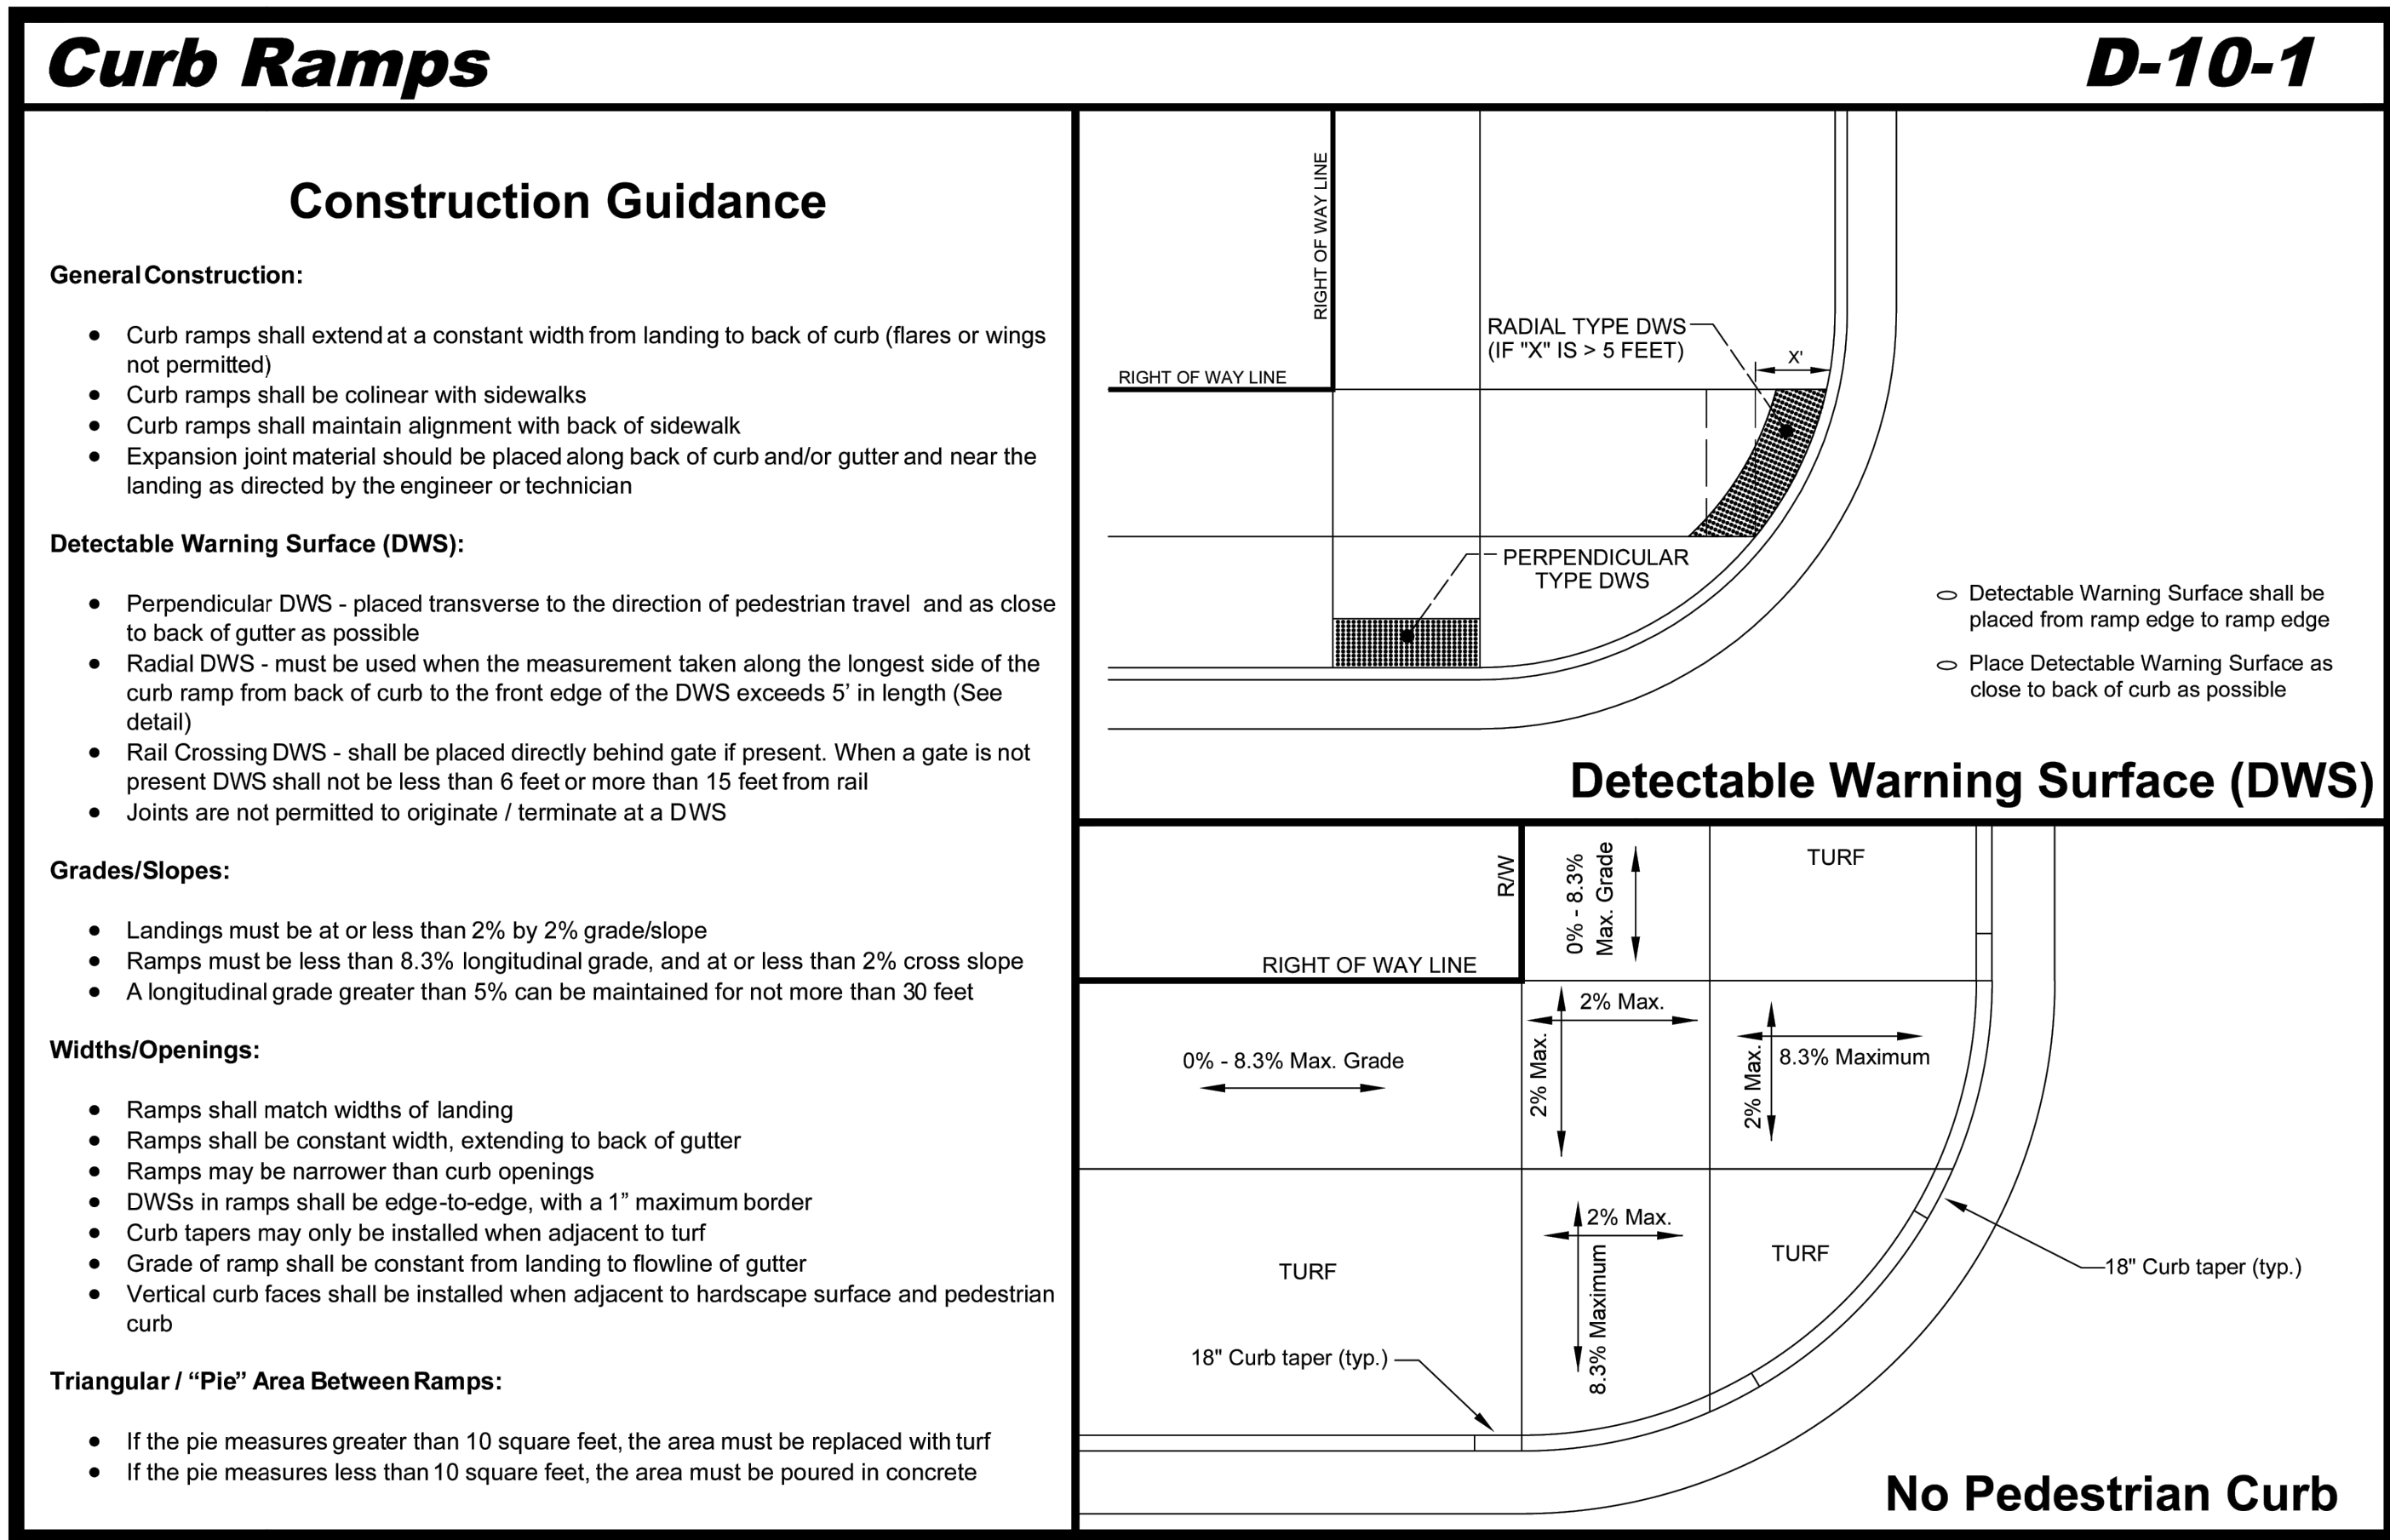 Curb Ramps
D-10-1
Construction Guidance
General Construction:
● Curb ramps shall extend at a constant width from landing to back of curb (flares or wings
not permitted)
● Curb ramps shall be colinear with sidewalks
● Curb ramps shall maintain alignment with back of sidewalk
● Expansion joint material should be placed along back of curb and/or gutter and near the
landing as directed by the engineer or technician
Detectable Warning Surface (DWS):
● Perpendicular DWS - placed transverse to the direction of pedestrian travel and as close
to back of gutter as possible
● Radial DWS - must be used when the measurement taken along the longest side of the
curb ramp from back of curb to the front edge of the DWS exceeds 5’ in length (See
detail)
● Rail Crossing DWS - shall be placed directly behind gate if present. When a gate is not
present DWS shall not be less than 6 feet or more than 15 feet from rail
● Joints are not permitted to originate / terminate at a DWS
Grades/Slopes:
● Landings must be at or less than 2% by 2% grade/slope
● Ramps must be less than 8.3% longitudinal grade, and at or less than 2% cross slope
● A longitudinal grade greater than 5% can be maintained for not more than 30 feet
Widths/Openings:
● Ramps shall match widths of landing
● Ramps shall be constant width, extending to back of gutter
● Ramps may be narrower than curb openings
● DWSs in ramps shall be edge-to-edge, with a 1” maximum border
● Curb tapers may only be installed when adjacent to turf
● Grade of ramp shall be constant from landing to flowline of gutter
● Vertical curb faces shall be installed when adjacent to hardscape surface and pedestrian
curb
Triangular / “Pie” Area Between Ramps:
● If the pie measures greater than 10 square feet, the area must be replaced with turf
● If the pie measures less than 10 square feet, the area must be poured in concrete
RIGHT OF WAY LINE
RIGHT OF WAY LINE
RADIAL TYPE DWS
(IF "X" IS > 5 FEET)
X'
PERPENDICULAR
TYPE DWS
Detectable Warning Surface shall be
placed from ramp edge to ramp edge
Place Detectable Warning Surface as
close to back of curb as possible
Detectable Warning Surface (DWS)
R/W
0% - 8.3%
Max. Grade
TURF
RIGHT OF WAY LINE
2% Max.
2% Max.
0% - 8.3% Max. Grade
8.3% Maximum
2% Max.
2% Max.
8.3% Maximum
TURF
TURF
18" Curb taper (typ.)
18" Curb taper (typ.)
No Pedestrian Curb